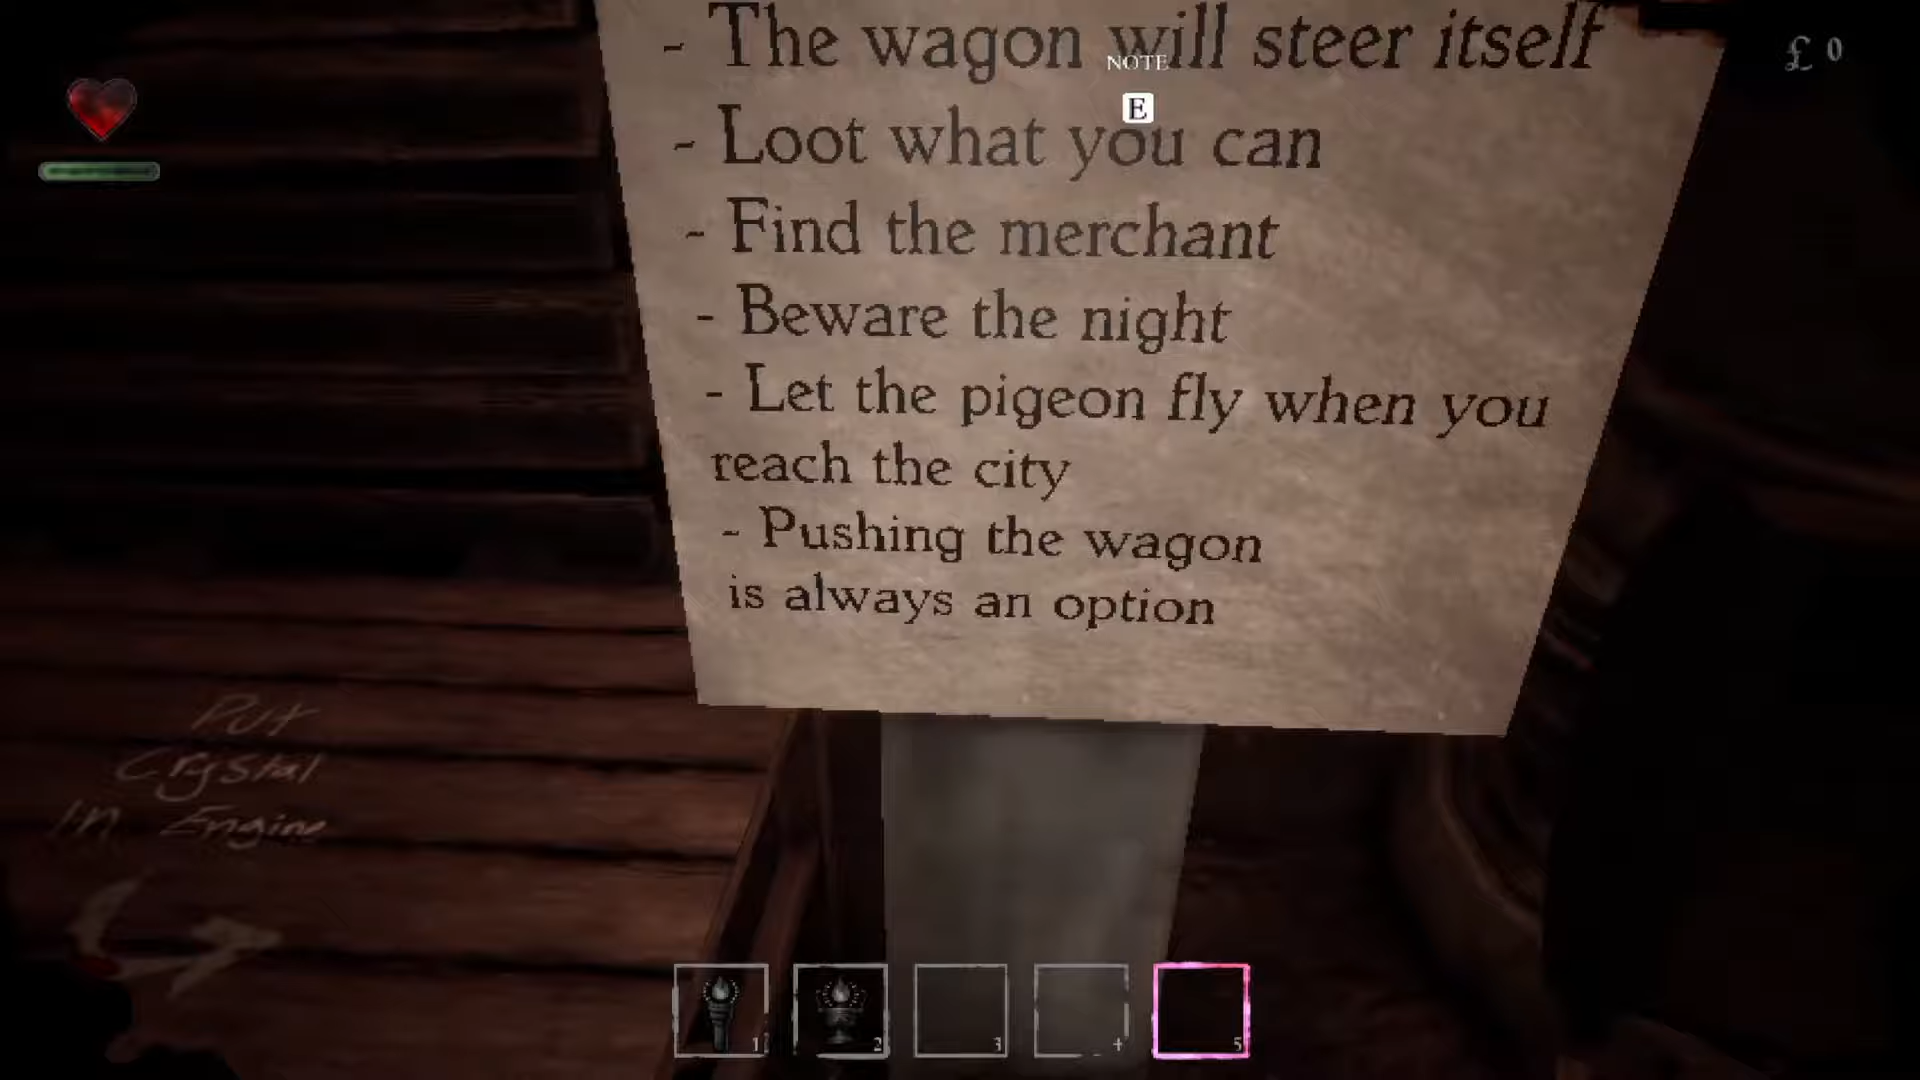 - The wagon will steer itself
NOTE
E
- Loot what you can
- Find the merchant
- Beware the night
- Let the pigeon fly when you
reach the city
- Pushing the wagon
is always an option
£ 0
Put
Crystal
In Engine
1
2
3
4
5